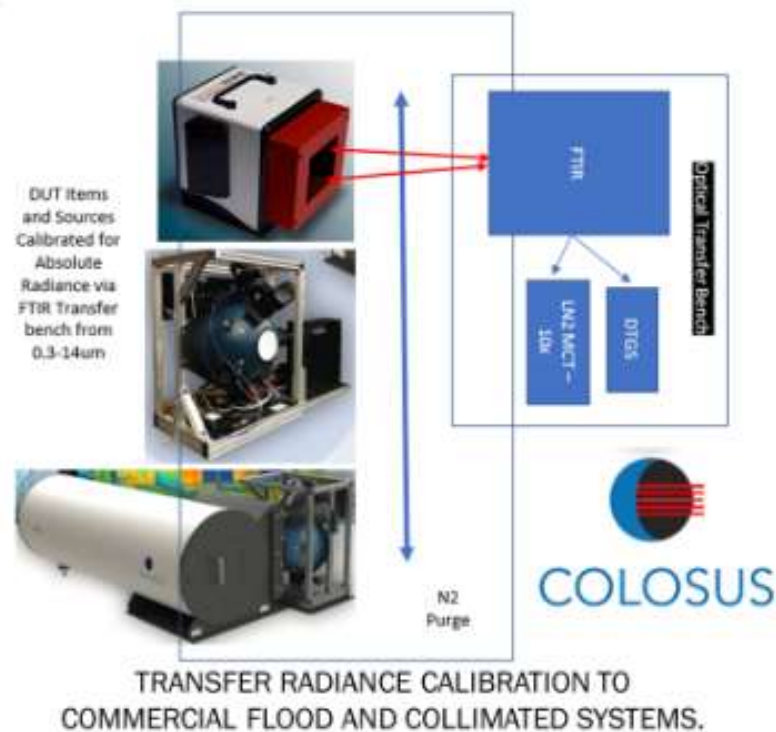 DUT Items
and Sources
Calibrated for
Absolute
Radiance via
FTIR Transfer
bench from
0.3-14um
FTIR
Optical Transfer Bench
LN2 MCT –
10x
DTGS
N2
Purge
COLOSUS
TRANSFER RADIANCE CALIBRATION TO
COMMERCIAL FLOOD AND COLLIMATED SYSTEMS.